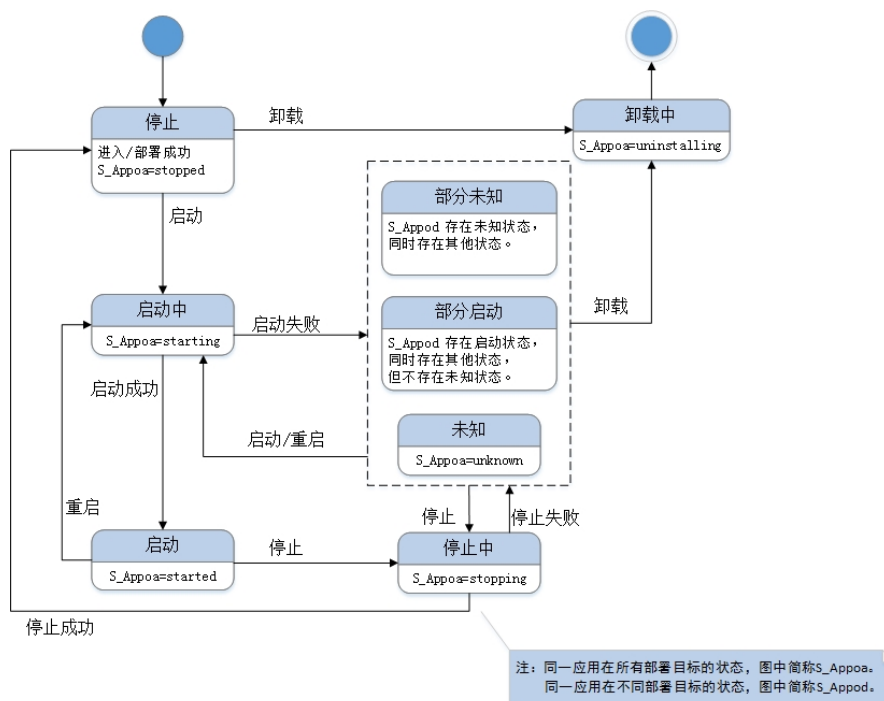 停止
进入/部署成功
S_Appoa=stopped
卸载
卸载中
S_Appoa=uninstalling
启动
部分未知
S_Appod 存在未知状态，
同时存在其他状态。
启动中
S_Appoa=starting
启动失败
部分启动
S_Appod 存在启动状态，
同时存在其他状态，
但不存在未知状态。
卸载
启动成功
启动/重启
未知
S_Appoa=unknown
重启
停止
停止失败
启动
S_Appoa=started
停止
停止中
S_Appoa=stopping
停止成功
注：同一应用在所有部署目标的状态，图中简称S_Appoa。
同一应用在不同部署目标的状态，图中简称S_Appod。